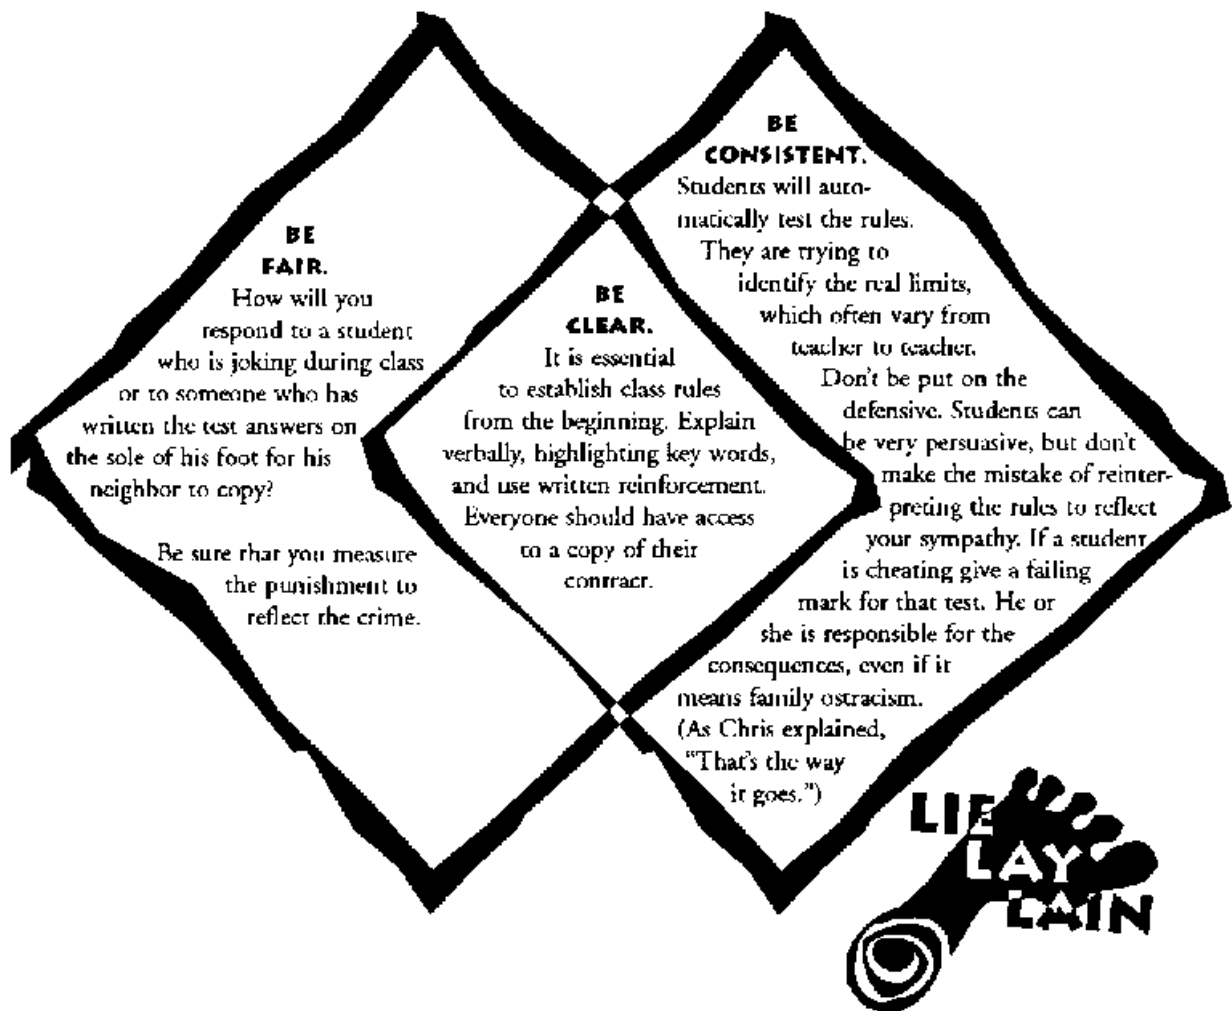 BE
FAIR.
How will you
respond to a student
who is joking during class
or to someone who has
written the test answers on
the sole of his foot for his
neighbor to copy?
Be sure that you measure
the punishment to
reflect the crime.
BE
CLEAR.
It is essential
to establish class rules
from the beginning. Explain
verbally, highlighting key words,
and use written reinforcement.
Everyone should have access
to a copy of their
contract.
BE
CONSISTENT.
Students will auto-
matically test the rules.
They are trying to
identify the real limits,
which often vary from
teacher to teacher.
Don't be put on the
defensive. Students can
be very persuasive, but don't
make the mistake of reinter-
preting the rules to reflect
your sympathy. If a student
is cheating give a failing
mark for that test. He or
she is responsible for the
consequences, even if it
means family ostracism.
(As Chris explained,
"That's the way
it goes.")
LIE
LAY
LAIN